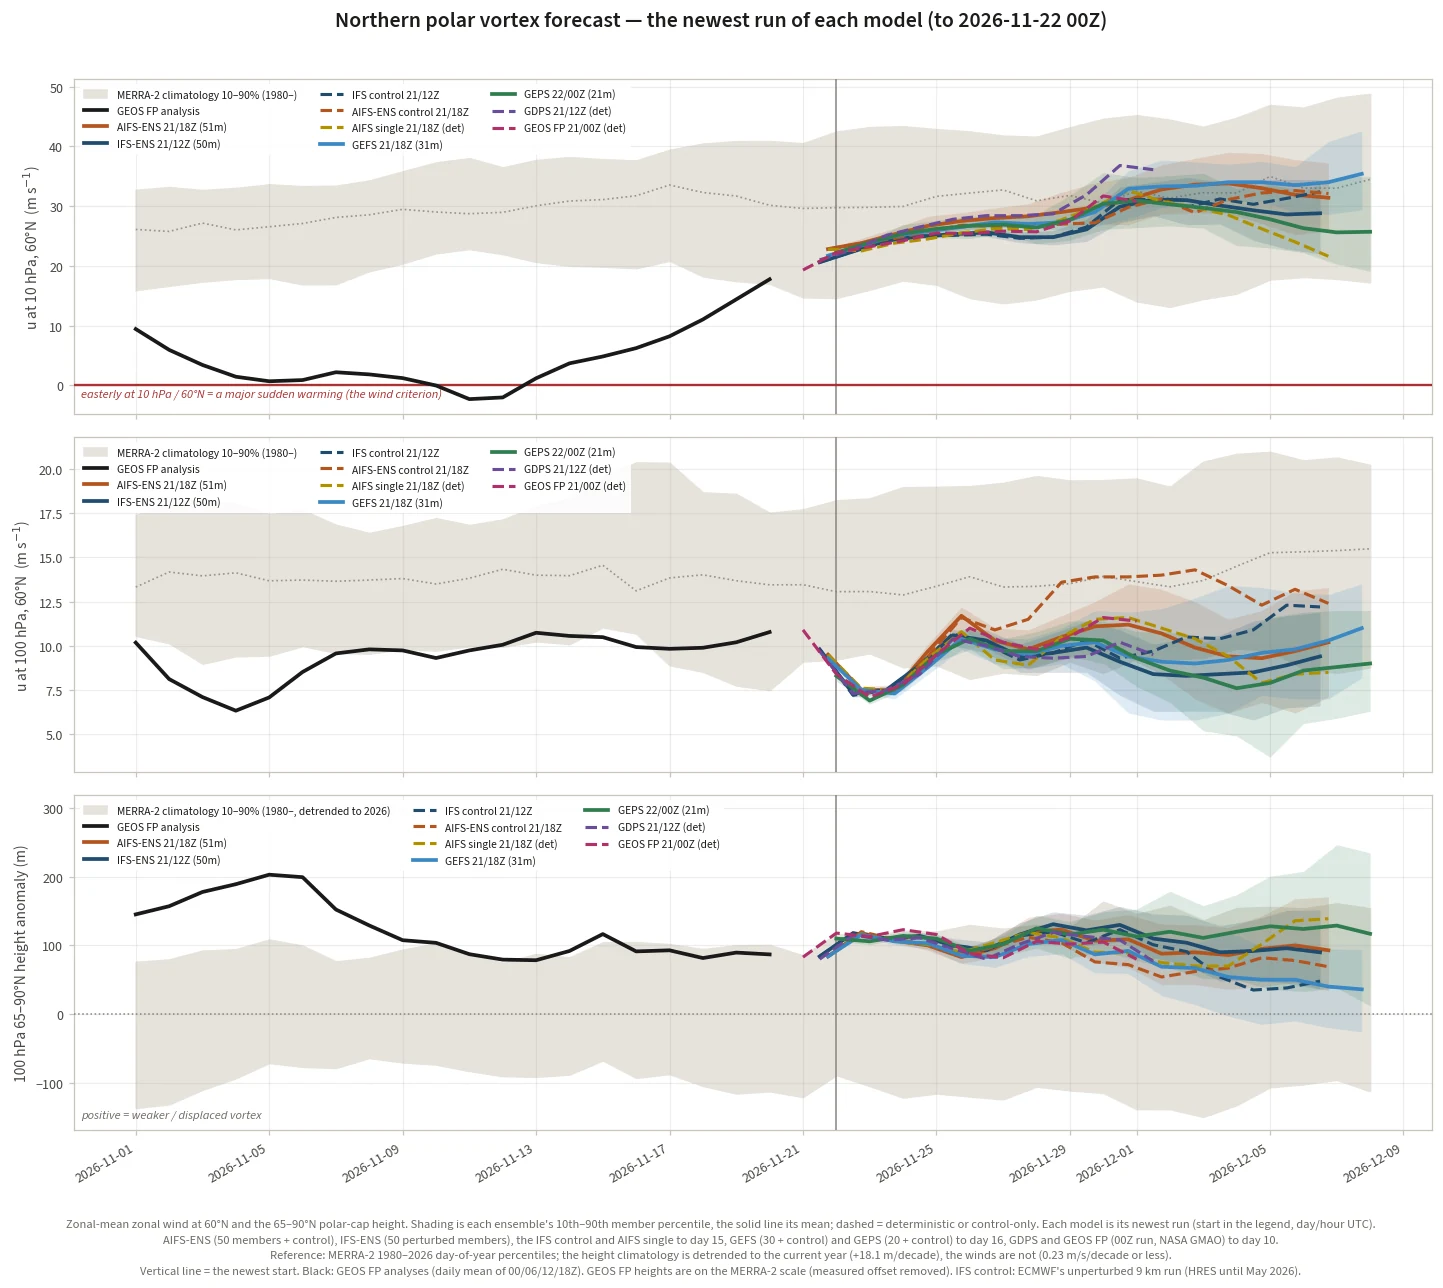 Northern polar vortex forecast — the newest run of each model (to 2026-11-22 00Z)
u at 10 hPa, 60°N (m s⁻¹)
50
40
30
20
10
0
MERRA-2 climatology 10–90% (1980–)
GEOS FP analysis
AIFS-ENS 21/18Z (51m)
IFS-ENS 21/12Z (50m)
IFS control 21/12Z
AIFS-ENS control 21/18Z
AIFS single 21/18Z (det)
GEFS 21/18Z (31m)
GEPS 22/00Z (21m)
GDPS 21/12Z (det)
GEOS FP 21/00Z (det)
easterly at 10 hPa / 60°N = a major sudden warming (the wind criterion)
u at 100 hPa, 60°N (m s⁻¹)
20.0
17.5
15.0
12.5
10.0
7.5
5.0
MERRA-2 climatology 10–90% (1980–)
GEOS FP analysis
AIFS-ENS 21/18Z (51m)
IFS-ENS 21/12Z (50m)
IFS control 21/12Z
AIFS-ENS control 21/18Z
AIFS single 21/18Z (det)
GEFS 21/18Z (31m)
GEPS 22/00Z (21m)
GDPS 21/12Z (det)
GEOS FP 21/00Z (det)
100 hPa 65–90°N height anomaly (m)
300
200
100
0
−100
MERRA-2 climatology 10–90% (1980–, detrended to 2026)
GEOS FP analysis
AIFS-ENS 21/18Z (51m)
IFS-ENS 21/12Z (50m)
IFS control 21/12Z
AIFS-ENS control 21/18Z
AIFS single 21/18Z (det)
GEFS 21/18Z (31m)
GEPS 22/00Z (21m)
GDPS 21/12Z (det)
GEOS FP 21/00Z (det)
positive = weaker / displaced vortex
2026-11-01
2026-11-05
2026-11-09
2026-11-13
2026-11-17
2026-11-21
2026-11-25
2026-11-29
2026-12-01
2026-12-05
2026-12-09
Zonal-mean zonal wind at 60°N and the 65–90°N polar-cap height. Shading is each ensemble's 10th–90th member percentile, the solid line its mean; dashed = deterministic or control-only. Each model is its newest run (start in the legend, day/hour UTC).
AIFS-ENS (50 members + control), IFS-ENS (50 perturbed members), the IFS control and AIFS single to day 15, GEFS (30 + control) and GEPS (20 + control) to day 16, GDPS and GEOS FP (00Z run, NASA GMAO) to day 10.
Reference: MERRA-2 1980–2026 day-of-year percentiles; the height climatology is detrended to the current year (+18.1 m/decade), the winds are not (0.23 m/s/decade or less).
Vertical line = the newest start. Black: GEOS FP analyses (daily mean of 00/06/12/18Z). GEOS FP heights are on the MERRA-2 scale (measured offset removed). IFS control: ECMWF's unperturbed 9 km run (HRES until May 2026).